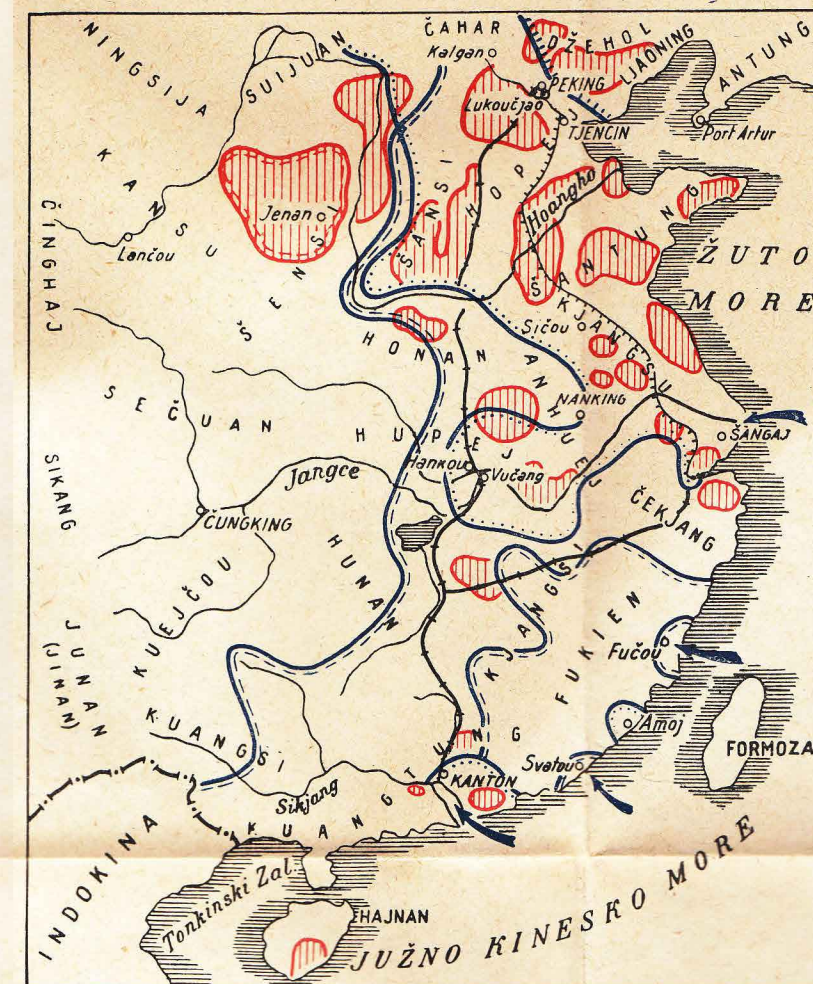 ČAHAR
NINGSIJA
SUIJUAN
Kalgan
DŽEHOL
LJAONING
ANTUNG
PEKING
Lukoučjao
TJENCIN
Port Artur
KANSU
HOPEJ
ŠANSI
Hoangho
ŠANTUNG
Jenan
Lančou
ČINGHAJ
ŠENSI
ŽUTO
MORE
KJANGSU
Sičou
HONAN
ANHUEJ
NANKING
SEČUAN
HUPEJ
ŠANGAJ
SIKANG
Jangce
Hankou
Vučang
ČUNGKING
ČEKJANG
KUEJČOU
HUNAN
KJANGSI
JUNAN
(JINAN)
FUKIEN
Fučou
KUANGSI
Amoj
FORMOZA
Svatou
KANTON
Sikjang
KUANGTUNG
INDOKINA
Tonkinski Zal.
HAJNAN
JUŽNO KINESKO MORE